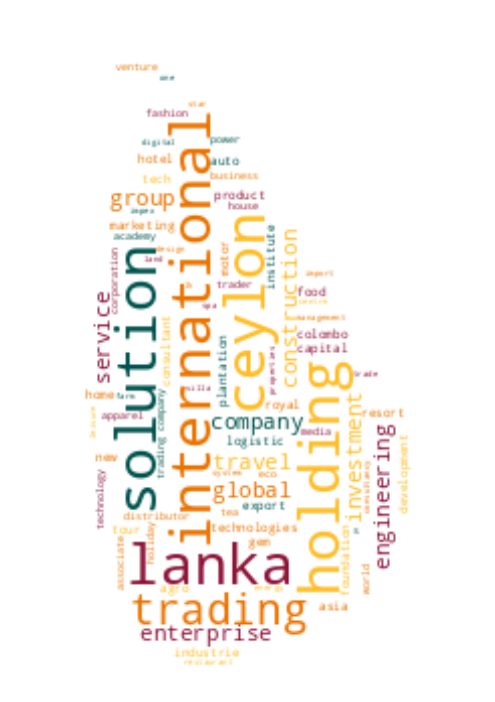 venture
one
star
fashion
international
digital
power
hotel
auto
tech
business
group
product
impex
house
marketing
academy
ceylon
institute
construction
solution
design
motor
land
corporation
import
trader
food
service
spa
management
colombo
capital
consultant
plantation
properties
holding
trade
villa
home
farm
trading company
investment
royal
resort
apparel
leisure
company
media
engineering
logistic
development
new
travel
technology
system
eco
global
consultancy
export
tea
distributor
tour
holiday
technologies
foundation
gem
associate
lanka
world
agro
trading
asia
enterprise
industrie
restaurant